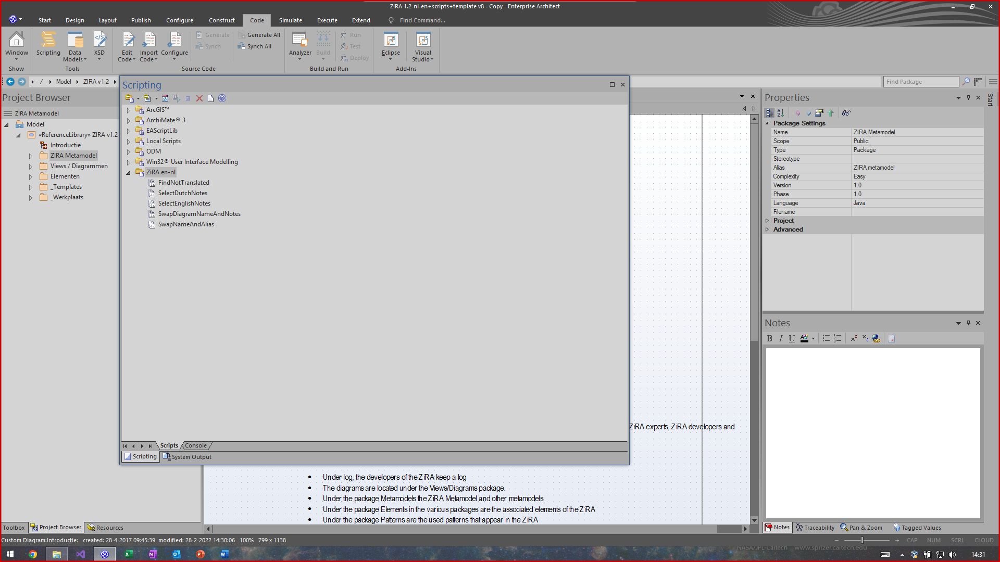 ZIRA 1.2-nl-en+scripts+template v8 - Copy - Enterprise Architect
Start Design Layout Publish Configure Construct Code Simulate Execute Extend Find Command...
Window Scripting Data Models XSD Edit Code Import Code Configure Generate Synch Generate All Synch All Analyzer Build Run Test Deploy Eclipse Visual Studio
Show Tools Source Code Build and Run Add-Ins
/ Model ZIRA v1.2
Find Package
Project Browser
ZIRA Metamodel
Model
«ReferenceLibrary» ZIRA v1.2
Introductie
ZIRA Metamodel
Views / Diagrammen
Elementen
_Templates
_Werkplaats
Toolbox Project Browser Resources
Scripting
ArcGIS™
ArchiMate® 3
EAScriptLib
Local Scripts
ODM
Win32® User Interface Modelling
ZiRA en-nl
FindNotTranslated
SelectDutchNotes
SelectEnglishNotes
SwapDiagramNameAndNotes
SwapNameAndAlias
Scripts Console
Scripting System Output
ZiRA experts, ZiRA developers and
Under log, the developers of the ZiRA keep a log
The diagrams are located under the Views/Diagrams package.
Under the package Metamodels the ZiRA Metamodel and other metamodels
Under the package Elements in the various packages are the associated elements of the ZiRA
Under the package Patterns are the used patterns that appear in the ZiRA
Properties
Package Settings
Name ZIRA Metamodel
Scope Public
Type Package
Stereotype
Alias ZIRA metamodel
Complexity Easy
Version 1.0
Phase 1.0
Language Java
Filename
Project
Advanced
Start
Notes
B I U A
Notes Traceability Pan & Zoom Tagged Values
Custom Diagram:Introductie: created: 28-4-2017 09:45:39 modified: 28-2-2022 14:30:06 100% 799 x 1138
CAP NUM SCRL CLOUD
NASA/JPL-Caltech www.spitzer.caltech.edu
14:31